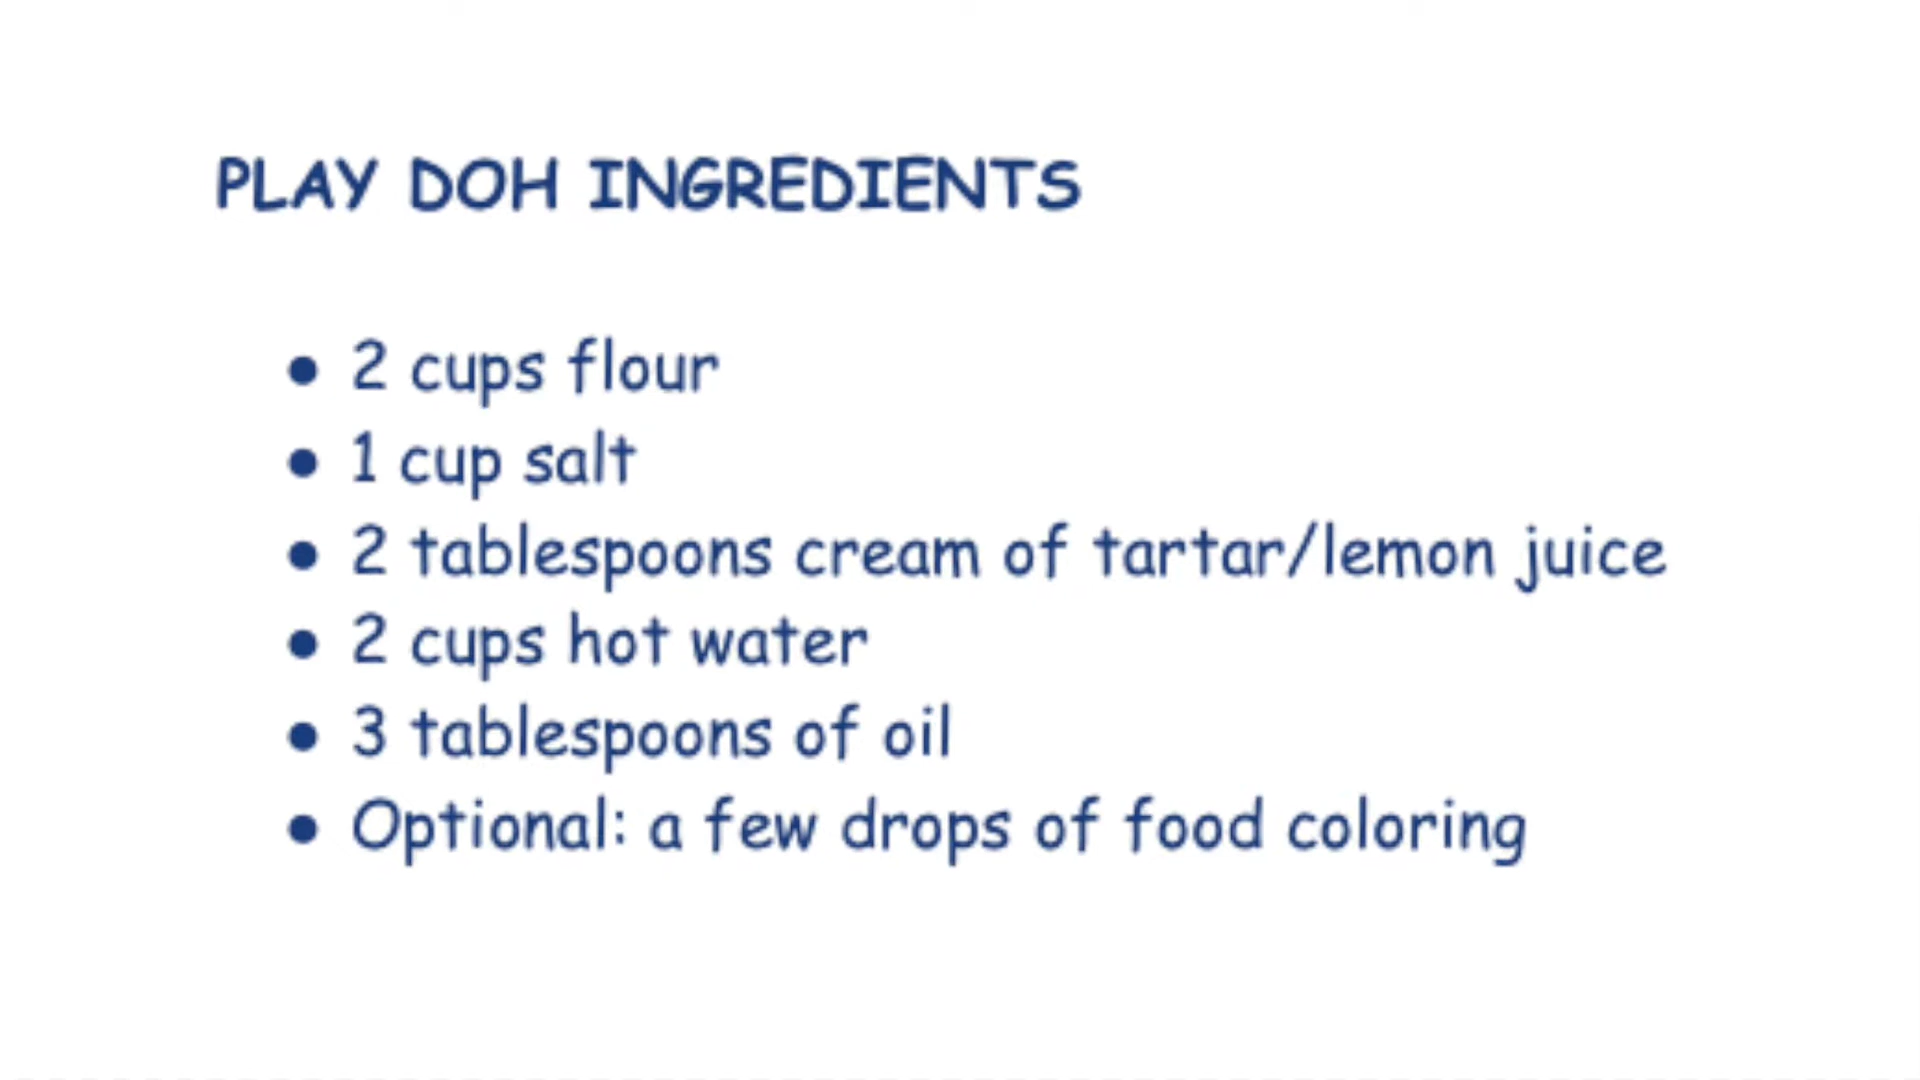 PLAY DOH INGREDIENTS
● 2 cups flour
● 1 cup salt
● 2 tablespoons cream of tartar/lemon juice
● 2 cups hot water
● 3 tablespoons of oil
● Optional: a few drops of food coloring